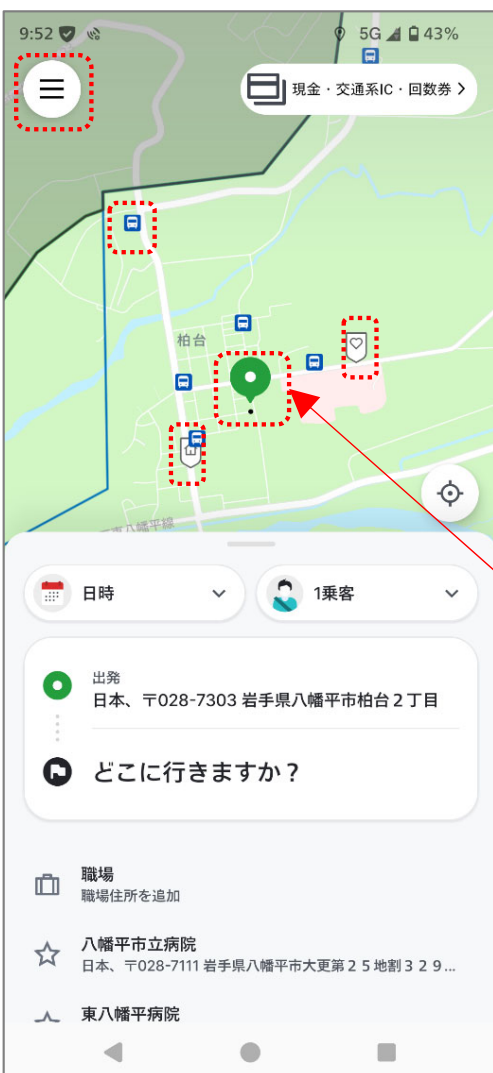 9:52 5G 43%
現金・交通系IC・回数券
柏台
八幡平線
日時
1乗客
出発
日本、〒028-7303 岩手県八幡平市柏台２丁目
どこに行きますか？
職場
職場住所を追加
八幡平市立病院
日本、〒028-7111 岩手県八幡平市大更第２５地割３２９...
東八幡平病院